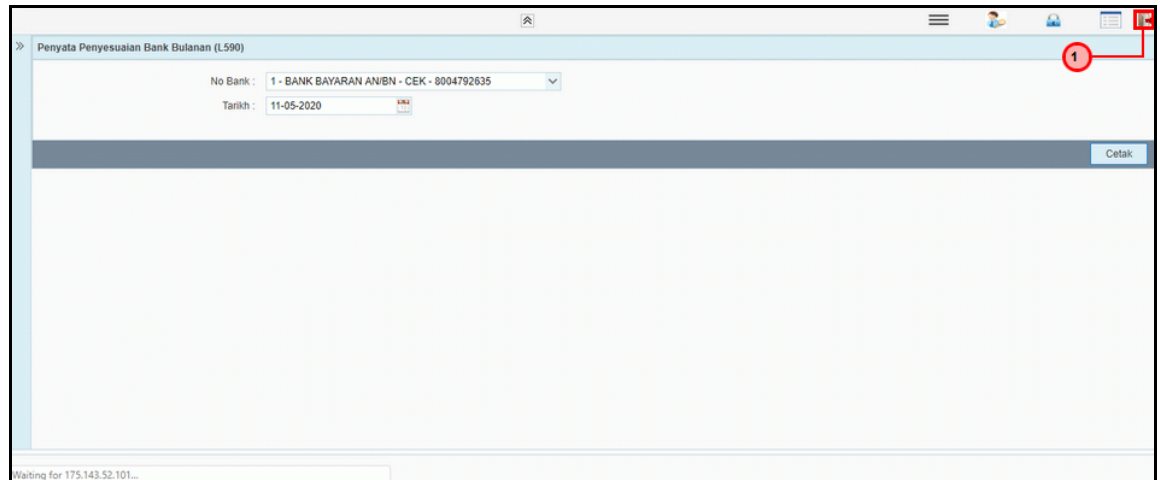 Penyata Penyesuaian Bank Bulanan (L590)
1
No Bank : 1 - BANK BAYARAN AN/BN - CEK - 8004792635
Tarikh : 11-05-2020
Cetak
Waiting for 175.143.52.101...